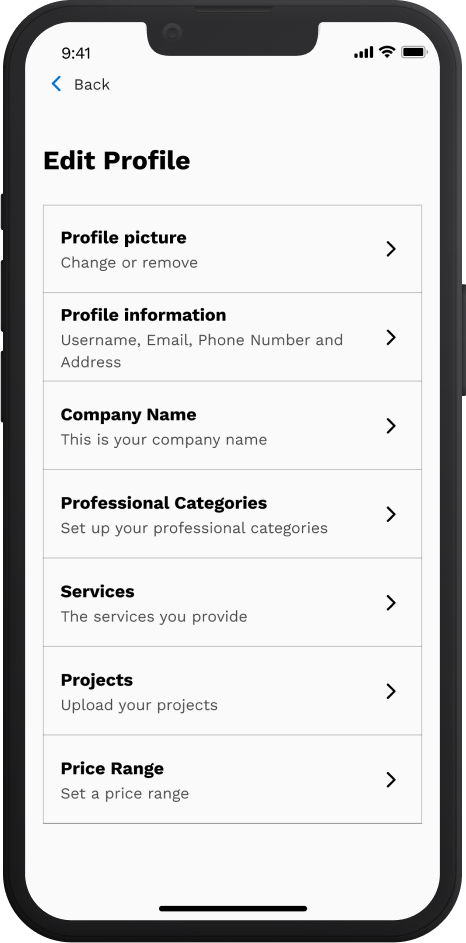 9:41
Back
Edit Profile
Profile picture
Change or remove
Profile information
Username, Email, Phone Number and
Address
Company Name
This is your company name
Professional Categories
Set up your professional categories
Services
The services you provide
Projects
Upload your projects
Price Range
Set a price range